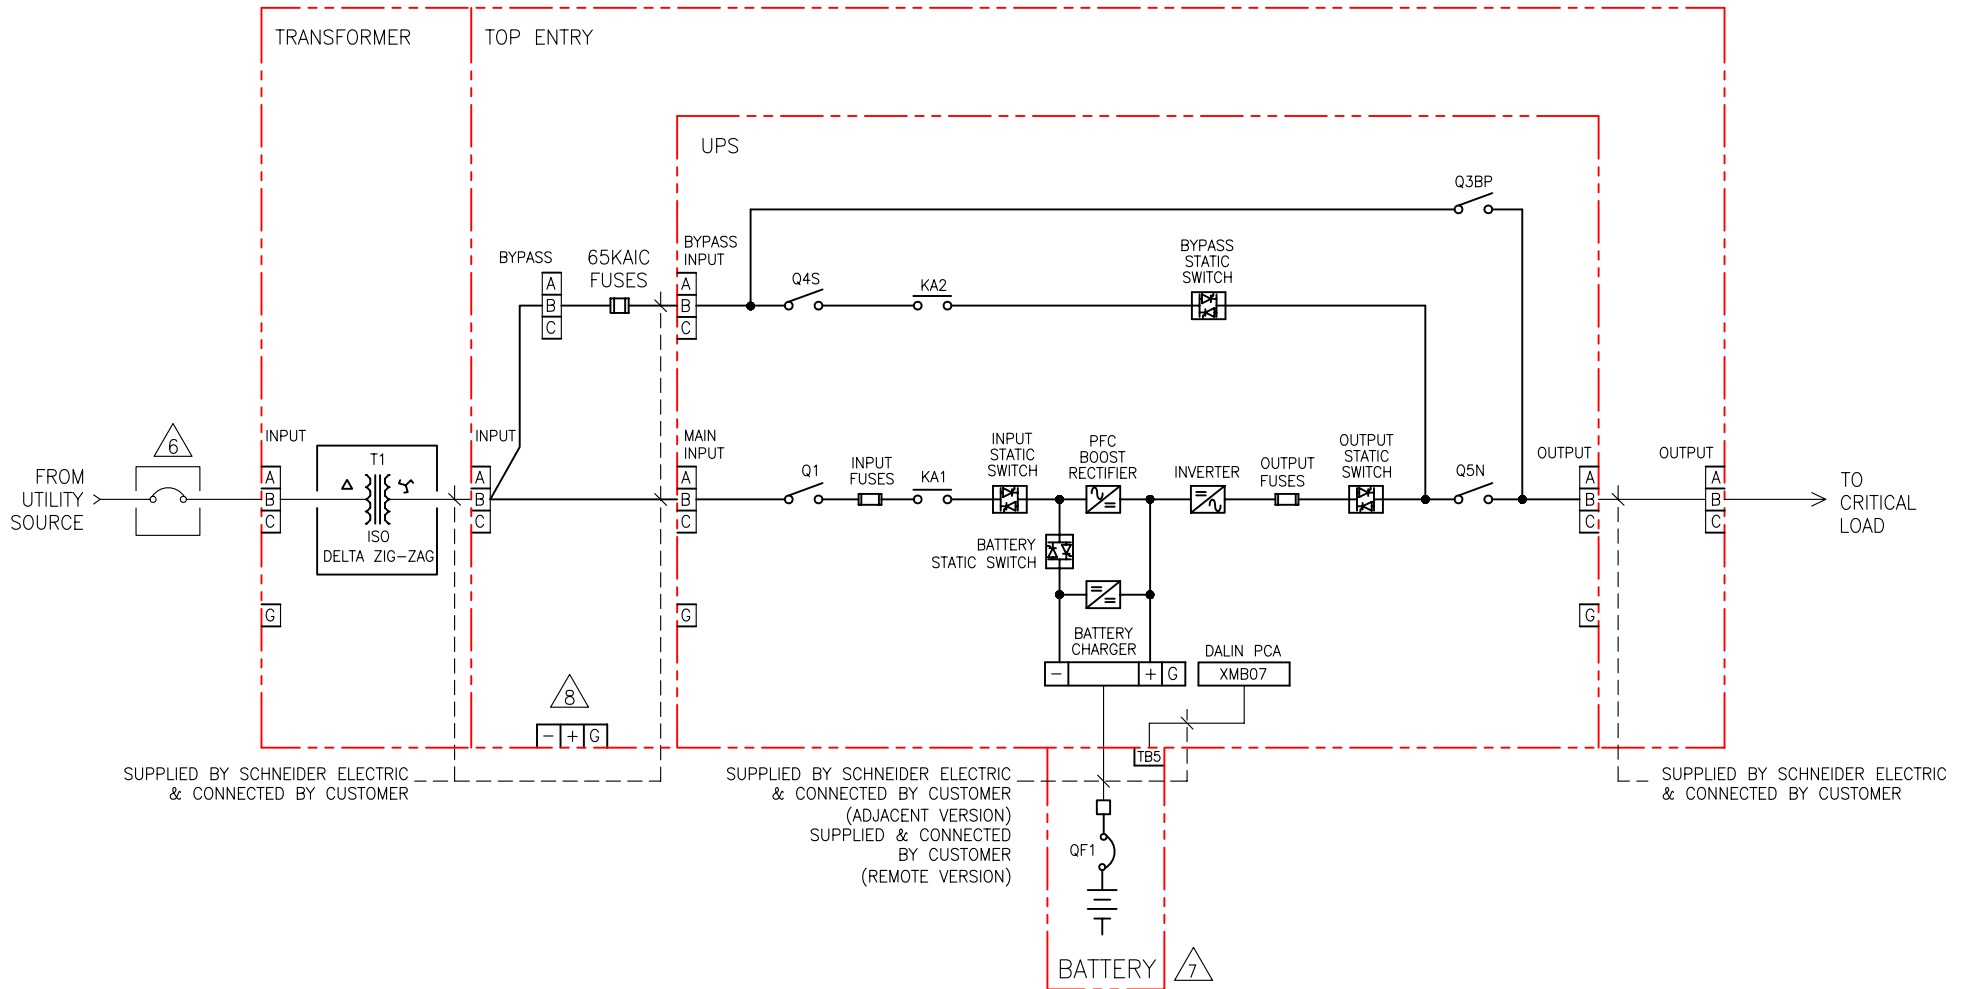 TRANSFORMER
TOP ENTRY
UPS
Q3BP
BYPASS
65KAIC
FUSES
BYPASS
INPUT
A
B
C
A
B
C
Q4S
KA2
BYPASS
STATIC
SWITCH
6
FROM
UTILITY
SOURCE
INPUT
A
B
C
T1
ISO
DELTA ZIG-ZAG
INPUT
A
B
C
MAIN
INPUT
A
B
C
Q1
INPUT
FUSES
KA1
INPUT
STATIC
SWITCH
PFC
BOOST
RECTIFIER
INVERTER
OUTPUT
FUSES
OUTPUT
STATIC
SWITCH
Q5N
OUTPUT
A
B
C
OUTPUT
A
B
C
TO
CRITICAL
LOAD
BATTERY
STATIC SWITCH
G
G
G
BATTERY
CHARGER
- + G
DALIN PCA
XMB07
8
- + G
TB5
SUPPLIED BY SCHNEIDER ELECTRIC
& CONNECTED BY CUSTOMER
SUPPLIED BY SCHNEIDER ELECTRIC
& CONNECTED BY CUSTOMER
(ADJACENT VERSION)
SUPPLIED & CONNECTED
BY CUSTOMER
(REMOTE VERSION)
SUPPLIED BY SCHNEIDER ELECTRIC
& CONNECTED BY CUSTOMER
QF1
BATTERY
7